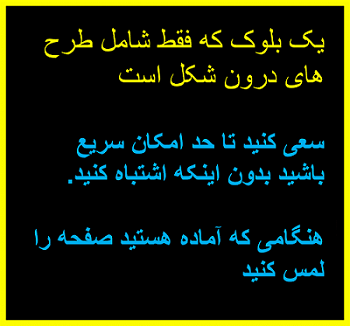 یک بلوک که فقط شامل طرح
های درون شکل است
سعی کنید تا حد امکان سریع
باشید بدون اینکه اشتباه کنید.
هنگامی که آماده هستید صفحه را
لمس کنید